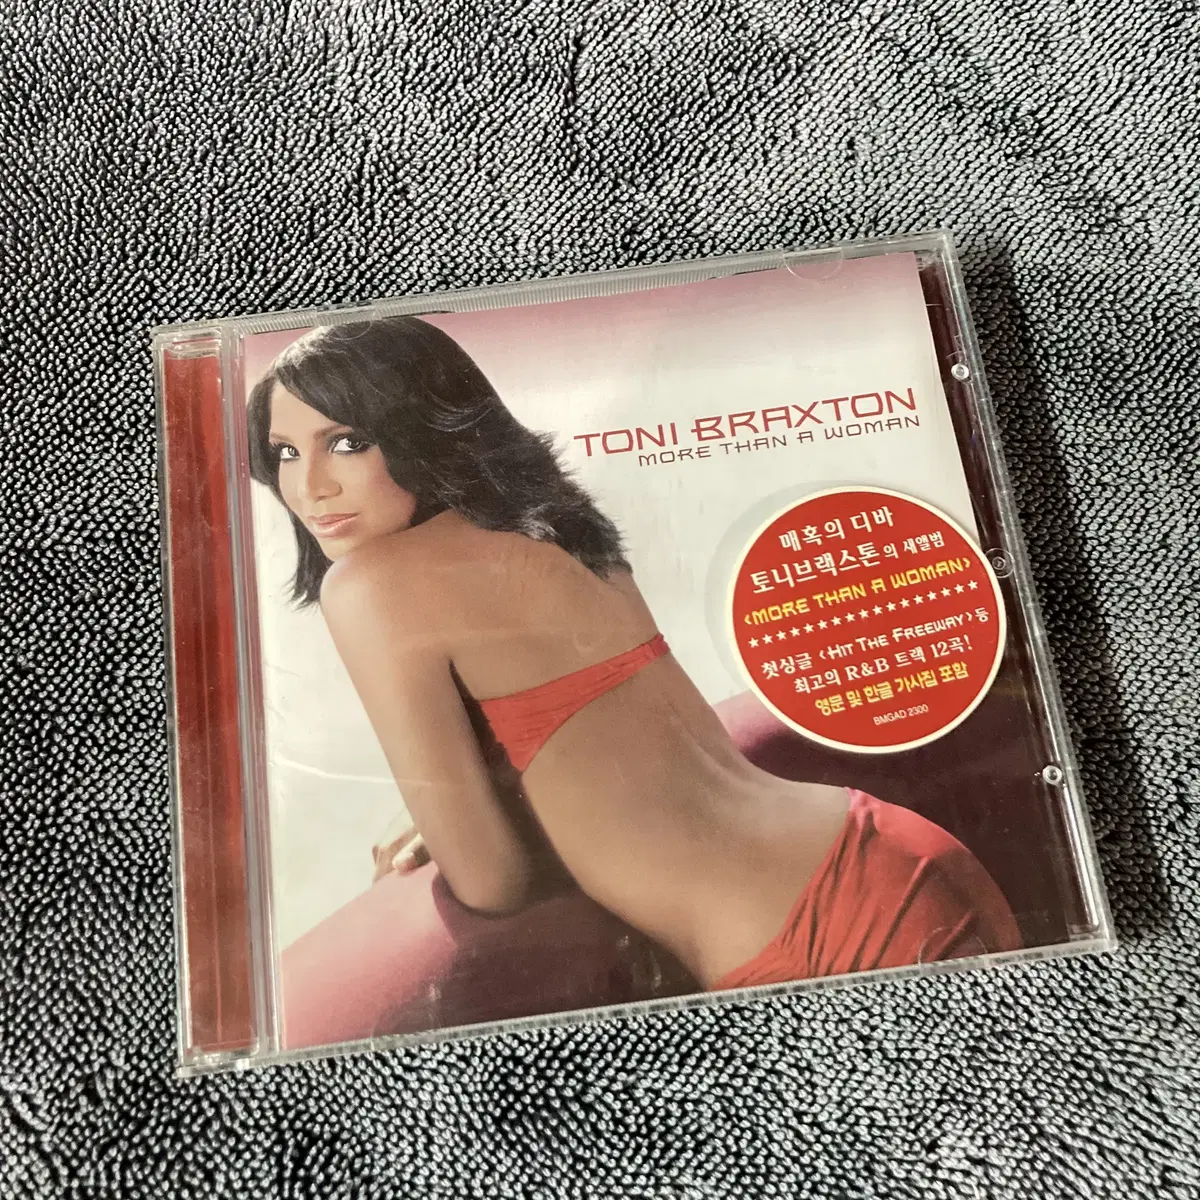 TONI BRAXTON
MORE THAN A WOMAN
매혹의 디바
토니브랙스톤의 새앨범
<MORE THAN A WOMAN>
★★★★★★★★★★★★★★★★★
첫싱글 <HIT THE FREEWAY> 등
최고의 R&B 트랙 12곡!
영문 및 한글 가사집 포함
BMGAD 2300